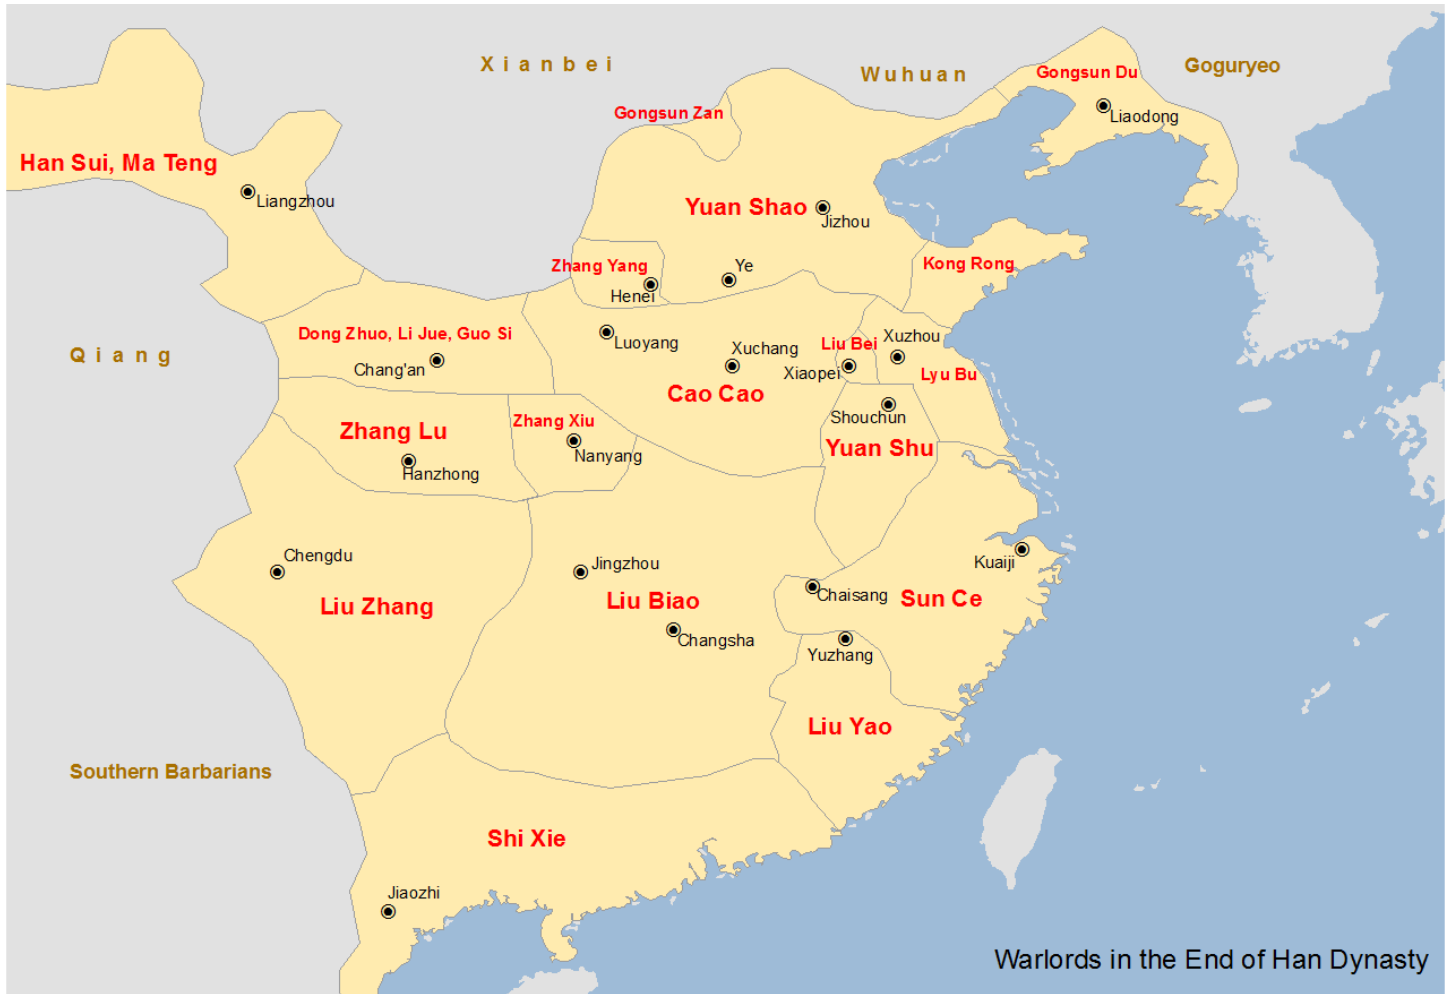 Xianbei
Wuhuan
Goguryeo
Gongsun Du
Liaodong
Gongsun Zan
Han Sui, Ma Teng
Liangzhou
Yuan Shao
Jizhou
Zhang Yang
Henei
Ye
Kong Rong
Qiang
Dong Zhuo, Li Jue, Guo Si
Chang'an
Luoyang
Xuchang
Cao Cao
Liu Bei
Xiaopei
Xuzhou
Lyu Bu
Shouchun
Yuan Shu
Zhang Lu
Hanzhong
Zhang Xiu
Nanyang
Chengdu
Liu Zhang
Jingzhou
Liu Biao
Changsha
Kuaiji
Chaisang
Sun Ce
Yuzhang
Liu Yao
Southern Barbarians
Shi Xie
Jiaozhi
Warlords in the End of Han Dynasty